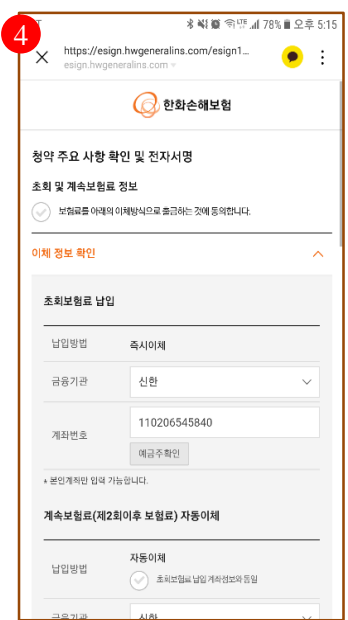 4
LTE 78% 오후 5:15
https://esign.hwgeneralins.com/esign1...
esign.hwgeneralins.com
한화손해보험
청약 주요 사항 확인 및 전자서명
초회 및 계속보험료 정보
보험료를 아래의 이체방식으로 출금하는 것에 동의합니다.
이체 정보 확인
초회보험료 납입
납입방법 즉시이체
금융기관 신한
계좌번호 110206545840
예금주확인
* 본인계좌만 입력 가능합니다.
계속보험료(제2회이후 보험료) 자동이체
납입방법 자동이체
초회보험료 납입 계좌정보와 동일
금융기관 신한